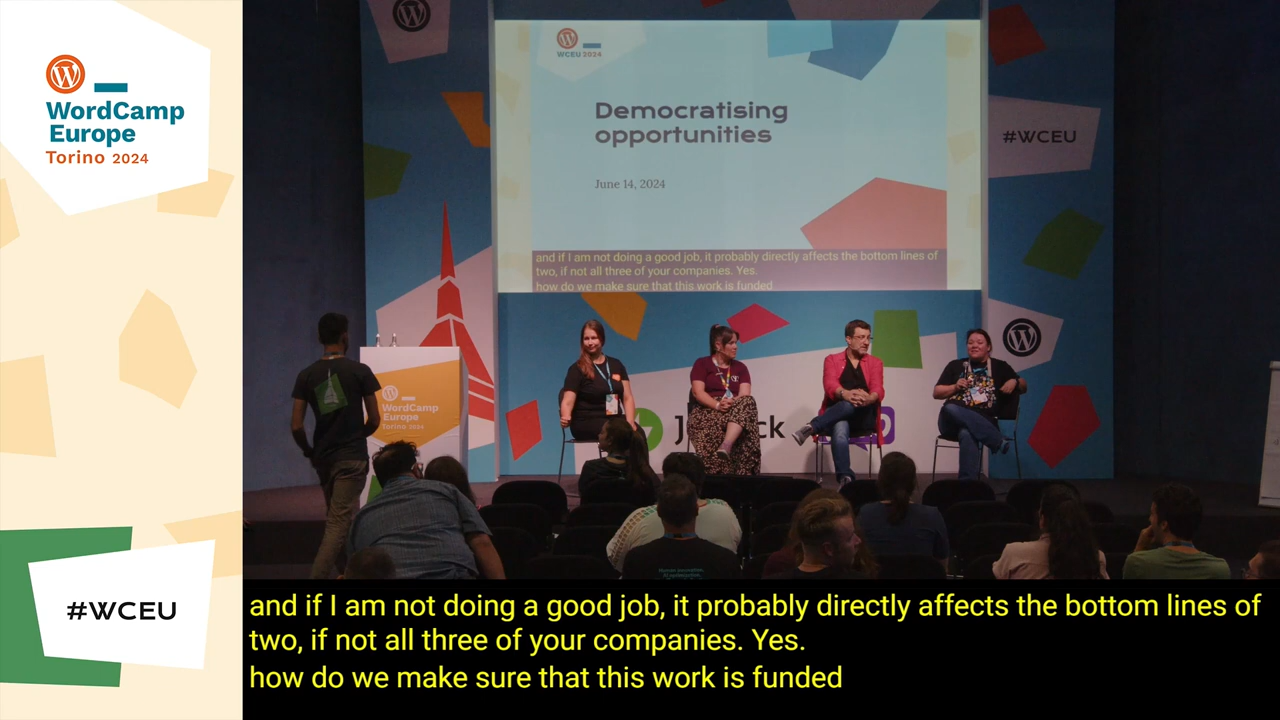 WordCamp
Europe
Torino 2024
#WCEU
WCEU 2024
Democratising
opportunities
June 14, 2024
and if I am not doing a good job, it probably directly affects the bottom lines of
two, if not all three of your companies. Yes.
how do we make sure that this work is funded
#WCEU
WordCamp
Europe
Torino 2024
and if I am not doing a good job, it probably directly affects the bottom lines of
two, if not all three of your companies. Yes.
how do we make sure that this work is funded